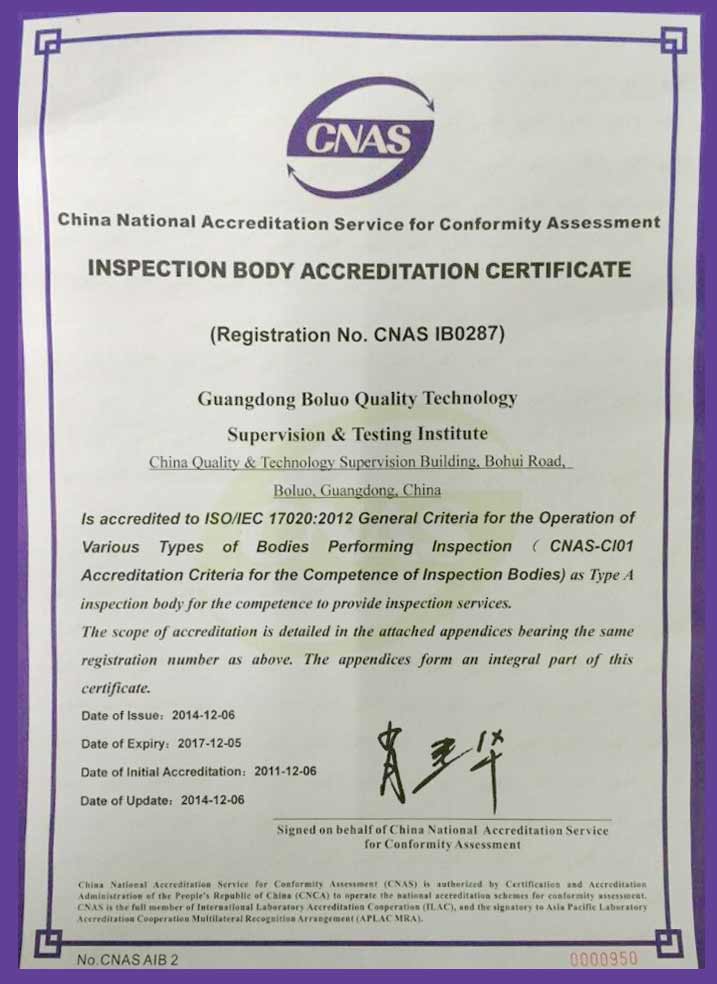 CNAS
China National Accreditation Service for Conformity Assessment
INSPECTION BODY ACCREDITATION CERTIFICATE
(Registration No. CNAS IB0287)
Guangdong Boluo Quality Technology
Supervision & Testing Institute
China Quality & Technology Supervision Building, Bohui Road,
Boluo, Guangdong, China
Is accredited to ISO/IEC 17020:2012 General Criteria for the Operation of
Various Types of Bodies Performing Inspection ( CNAS-CI01
Accreditation Criteria for the Competence of Inspection Bodies) as Type A
inspection body for the competence to provide inspection services.
The scope of accreditation is detailed in the attached appendices bearing the same
registration number as above. The appendices form an integral part of this
certificate.
Date of Issue: 2014-12-06
Date of Expiry: 2017-12-05
Date of Initial Accreditation: 2011-12-06
Date of Update: 2014-12-06
肖建华
Signed on behalf of China National Accreditation Service
for Conformity Assessment
China National Accreditation Service for Conformity Assessment (CNAS) is authorized by Certification and Accreditation
Administration of the People's Republic of China (CNCA) to operate the national accreditation schemes for conformity assessment.
CNAS is the full member of International Laboratory Accreditation Cooperation (ILAC), and the signatory to Asia Pacific Laboratory
Accreditation Cooperation Multilateral Recognition Arrangement (APLAC MRA).
No.CNAS AIB 2
0000950